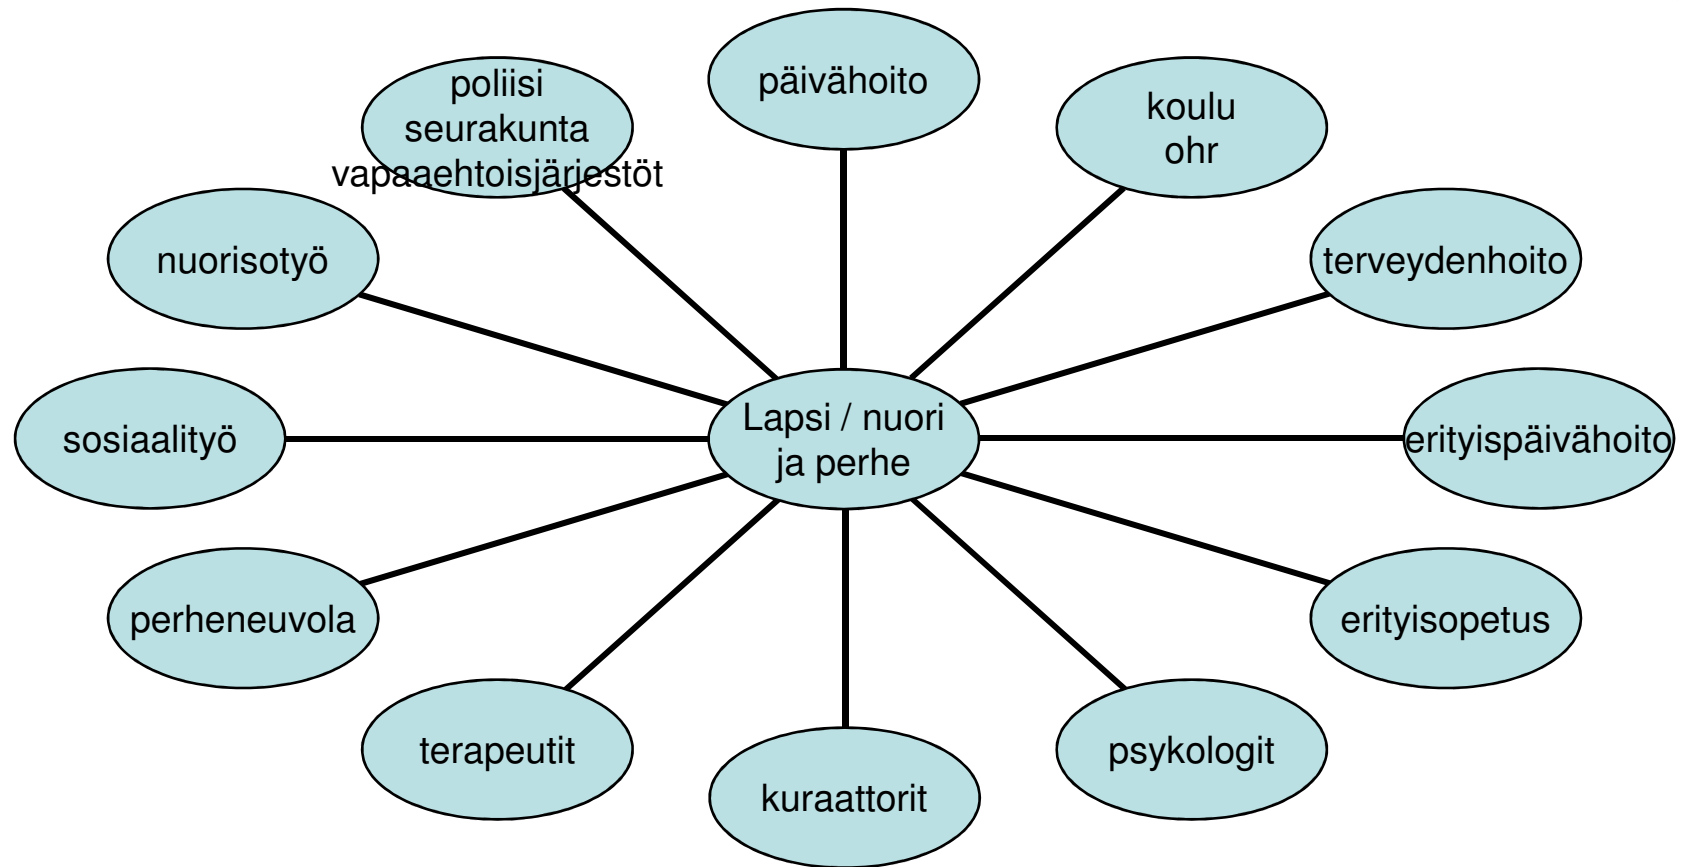 päivähoito
poliisi
seurakunta
vapaaehtoisjärjestöt
koulu
ohr
nuorisotyö
terveydenhoito
sosiaalityö
Lapsi / nuori
ja perhe
erityispäivähoito
perheneuvola
erityisopetus
terapeutit
psykologit
kuraattorit